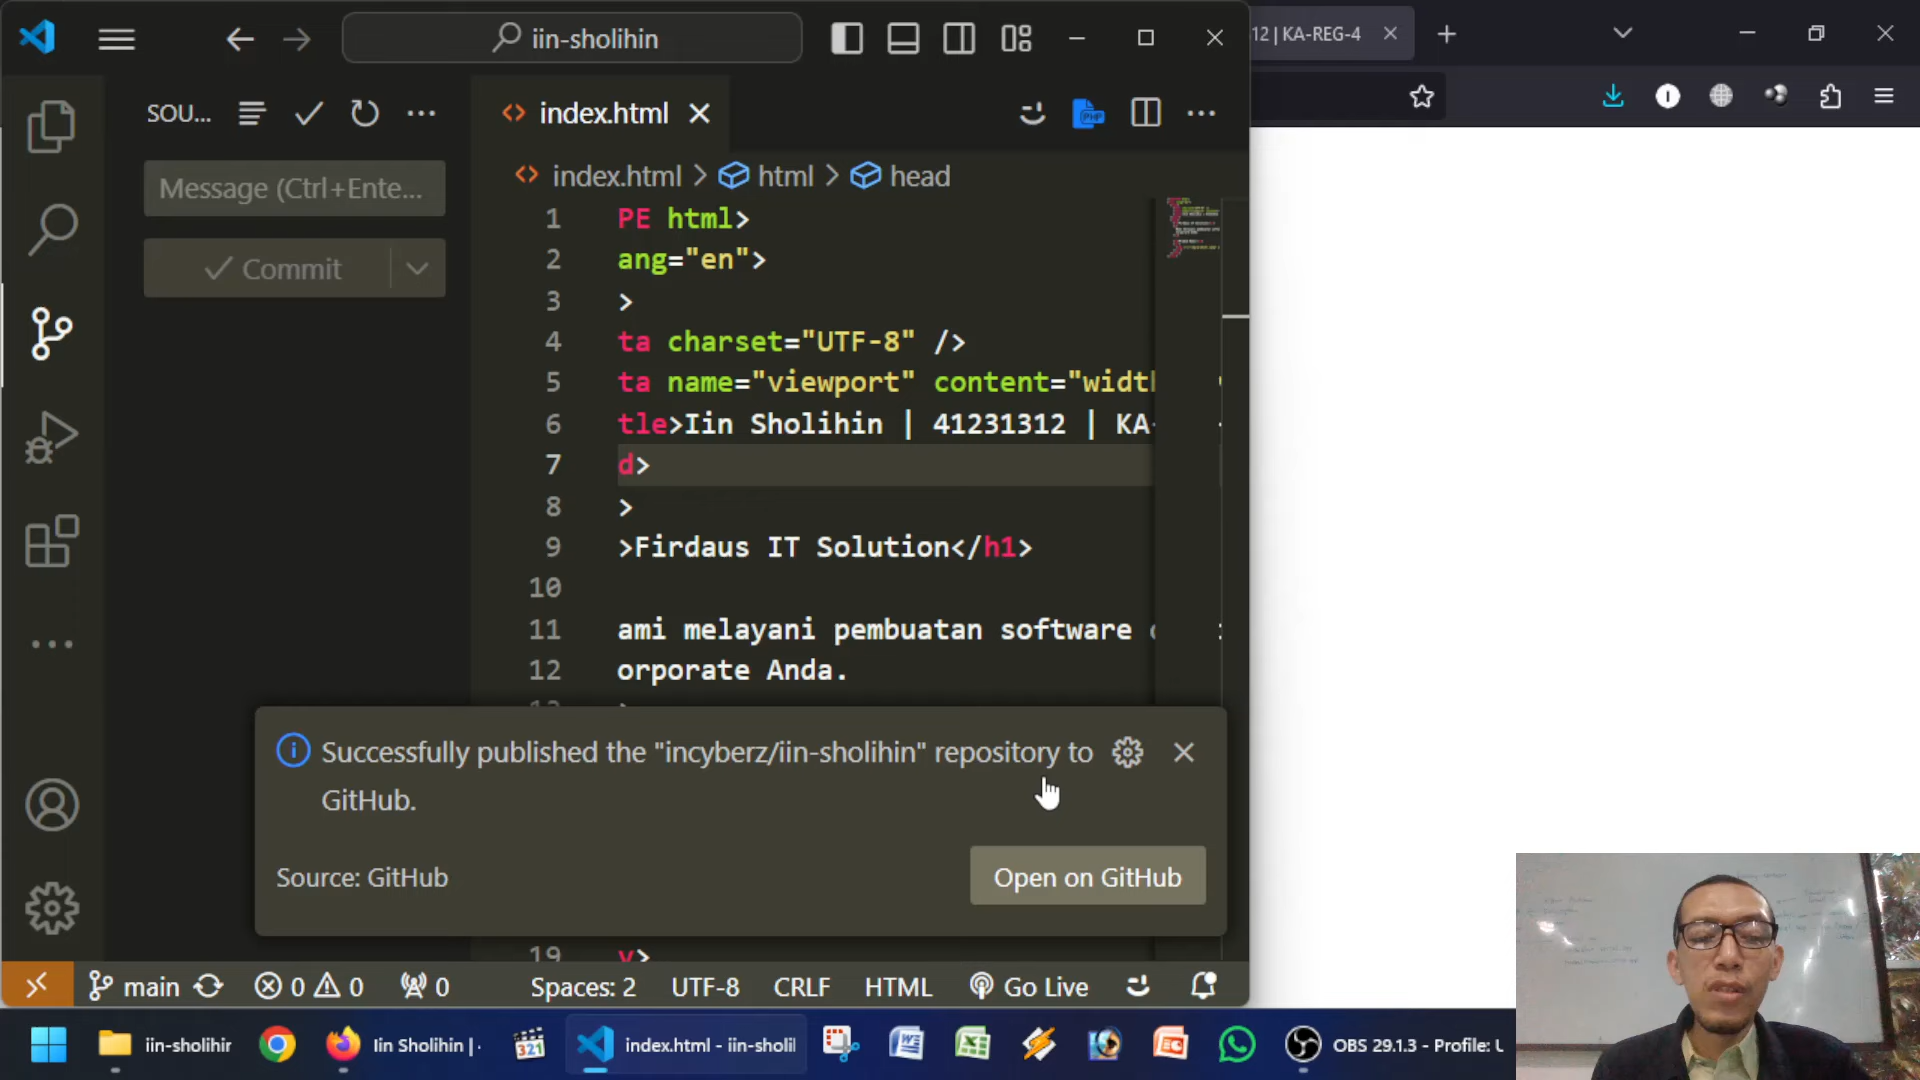 iin-sholihin
12 | KA-REG-4
SOU...
index.html
Message (Ctrl+Ente...
index.html > html > head
Commit
1 PE html>
2 ang="en">
3 >
4 ta charset="UTF-8" />
5 ta name="viewport" content="width
6 tle>Iin Sholihin | 41231312 | KA-
7 d>
8 >
9 >Firdaus IT Solution</h1>
10
11 ami melayani pembuatan software
12 orporate Anda.
Successfully published the "incyberz/iin-sholihin" repository to
GitHub.
Source: GitHub
Open on GitHub
19 v>
main 0 0 0 Spaces: 2 UTF-8 CRLF HTML Go Live
iin-sholihir
Iin Sholihin |
321
index.html - iin-sholil
OBS 29.1.3 - Profile: U